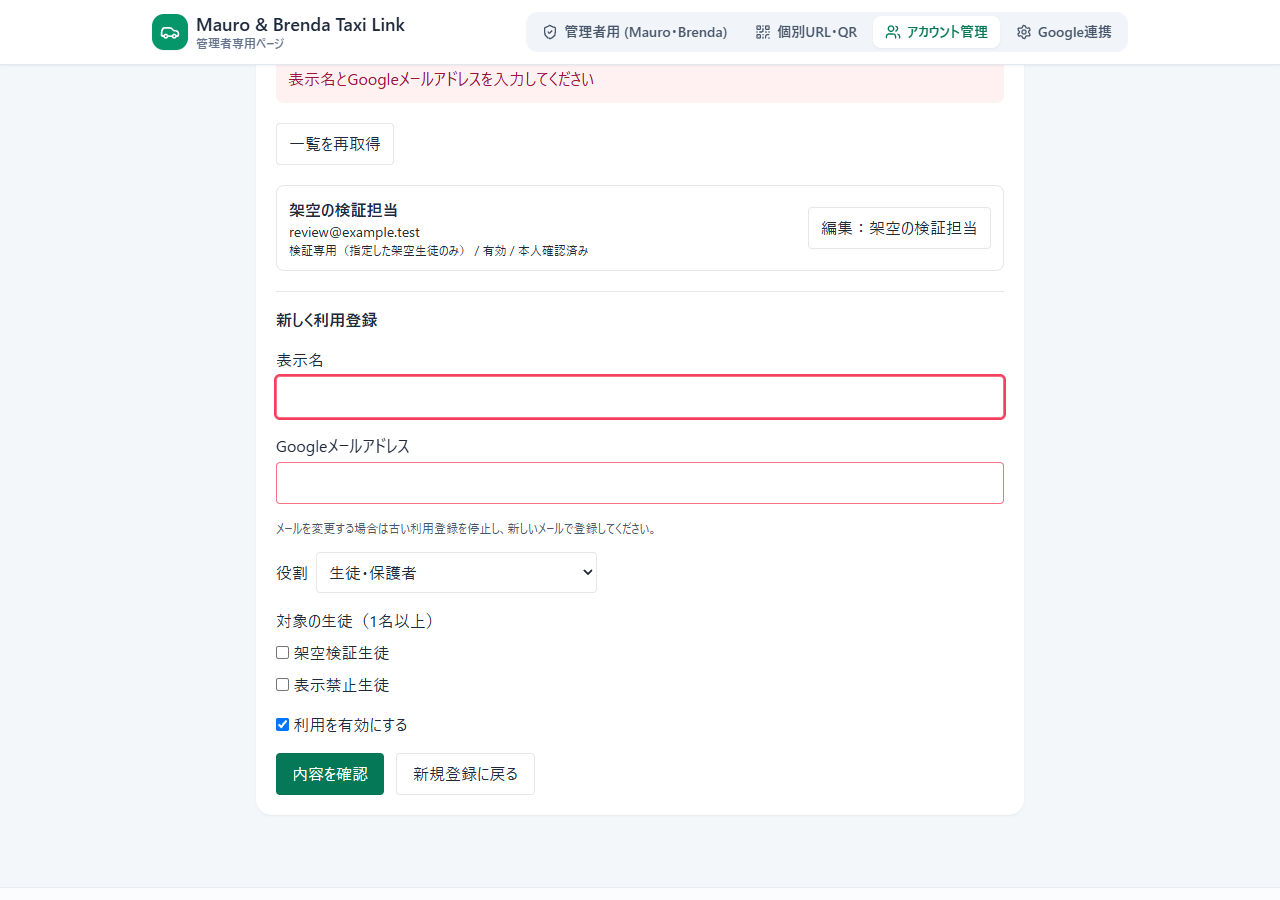 Mauro & Brenda Taxi Link
管理者専用ページ
管理者用 (Mauro・Brenda)
個別URL・QR
アカウント管理
Google連携
表示名とGoogleメールアドレスを入力してください
一覧を再取得
架空の検証担当
review@example.test
検証専用（指定した架空生徒のみ） / 有効 / 本人確認済み
編集：架空の検証担当
新しく利用登録
表示名
Googleメールアドレス
メールを変更する場合は古い利用登録を停止し、新しいメールで登録してください。
役割
生徒・保護者
対象の生徒（1名以上）
架空検証生徒
表示禁止生徒
利用を有効にする
内容を確認
新規登録に戻る